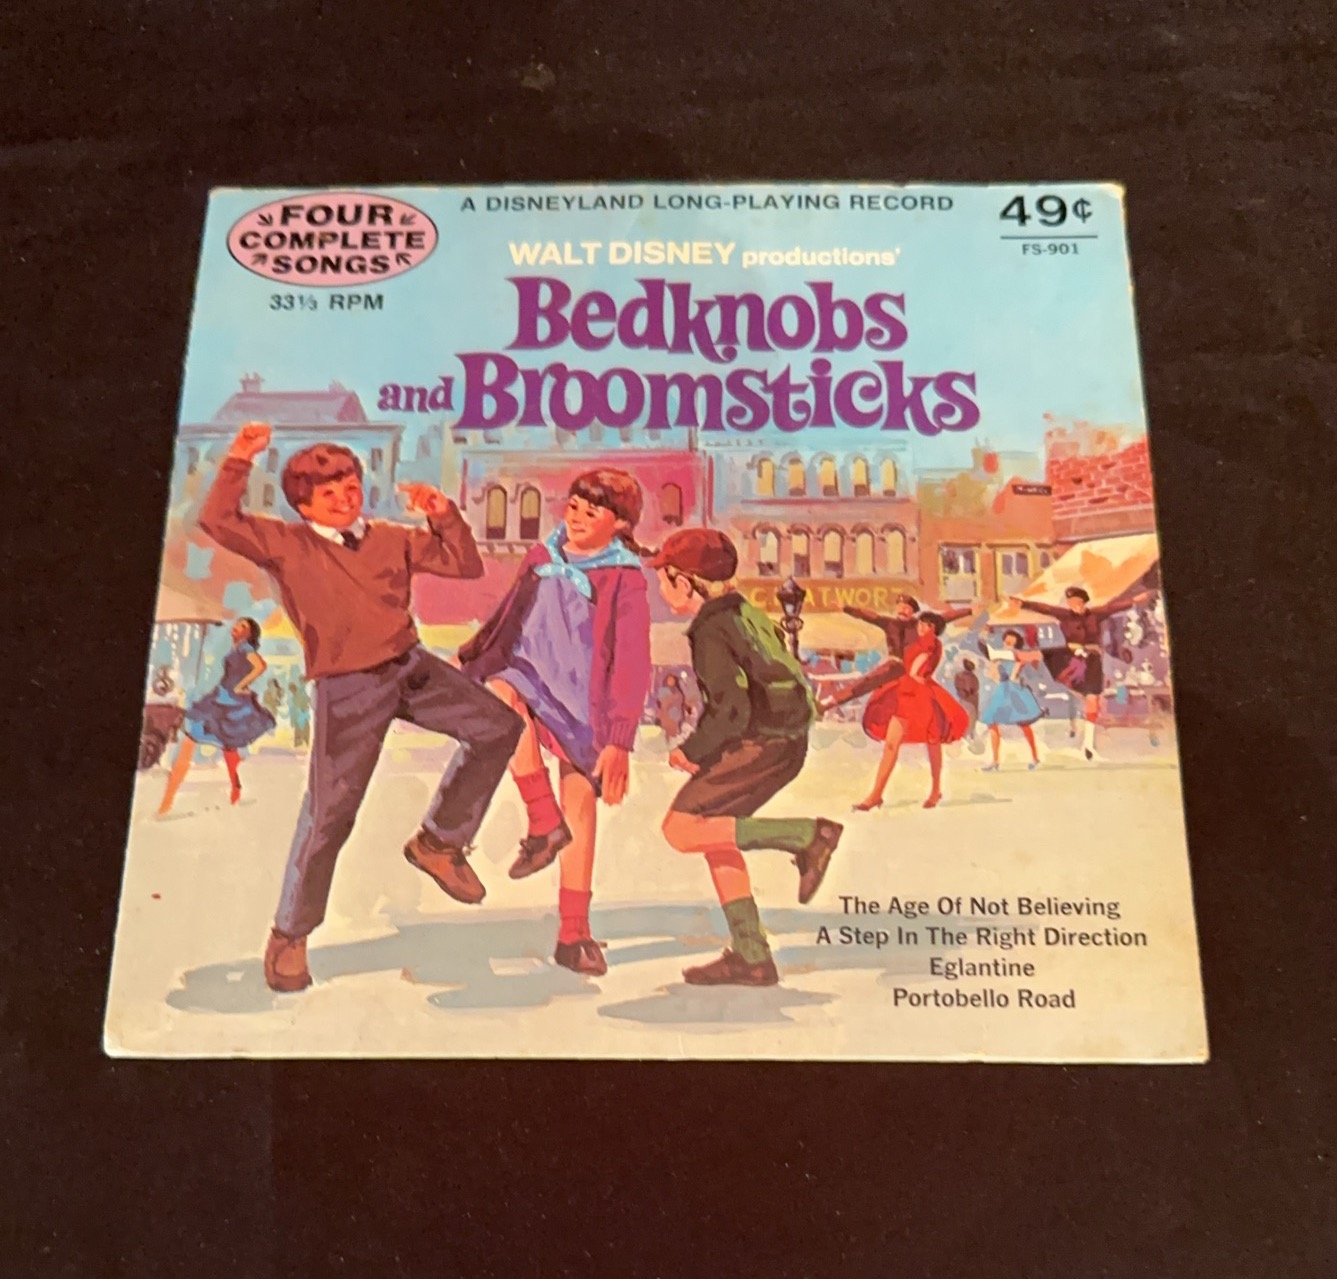 FOUR
COMPLETE
SONGS
33⅓ RPM
A DISNEYLAND LONG-PLAYING RECORD
49¢
FS-901
WALT DISNEY productions'
Bedknobs
and Broomsticks
The Age Of Not Believing
A Step In The Right Direction
Eglantine
Portobello Road